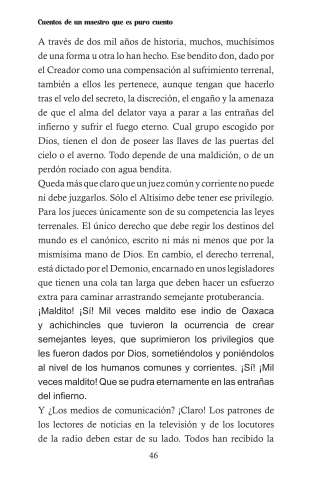 Cuentos de un maestro que es puro cuento
A través de dos mil años de historia, muchos, muchísimos
de una forma u otra lo han hecho. Ese bendito don, dado por
el Creador como una compensación al sufrimiento terrenal,
también a ellos les pertenece, aunque tengan que hacerlo
tras el velo del secreto, la discreción, el engaño y la amenaza
de que el alma del delator vaya a parar a las entrañas del
infierno y sufrir el fuego eterno. Cual grupo escogido por
Dios, tienen el don de poseer las llaves de las puertas del
cielo o el averno. Todo depende de una maldición, o de un
perdón rociado con agua bendita.
Queda más que claro que un juez común y corriente no puede
ni debe juzgarlos. Sólo el Altísimo debe tener ese privilegio.
Para los jueces únicamente son de su competencia las leyes
terrenales. El único derecho que debe regir los destinos del
mundo es el canónico, escrito ni más ni menos que por la
mismísima mano de Dios. En cambio, el derecho terrenal,
está dictado por el Demonio, encarnado en unos legisladores
que tienen una cola tan larga que deben hacer un esfuerzo
extra para caminar arrastrando semejante protuberancia.
¡Maldito! ¡Sí! Mil veces maldito ese indio de Oaxaca
y achichincles que tuvieron la ocurrencia de crear
semejantes leyes, que suprimieron los privilegios que
les fueron dados por Dios, sometiéndolos y poniéndolos
al nivel de los humanos comunes y corrientes. ¡Sí! ¡Mil
veces maldito! Que se pudra eternamente en las entrañas
del infierno.
Y ¿Los medios de comunicación? ¡Claro! Los patrones de
los lectores de noticias en la televisión y de los locutores
de la radio deben estar de su lado. Todos han recibido la
46